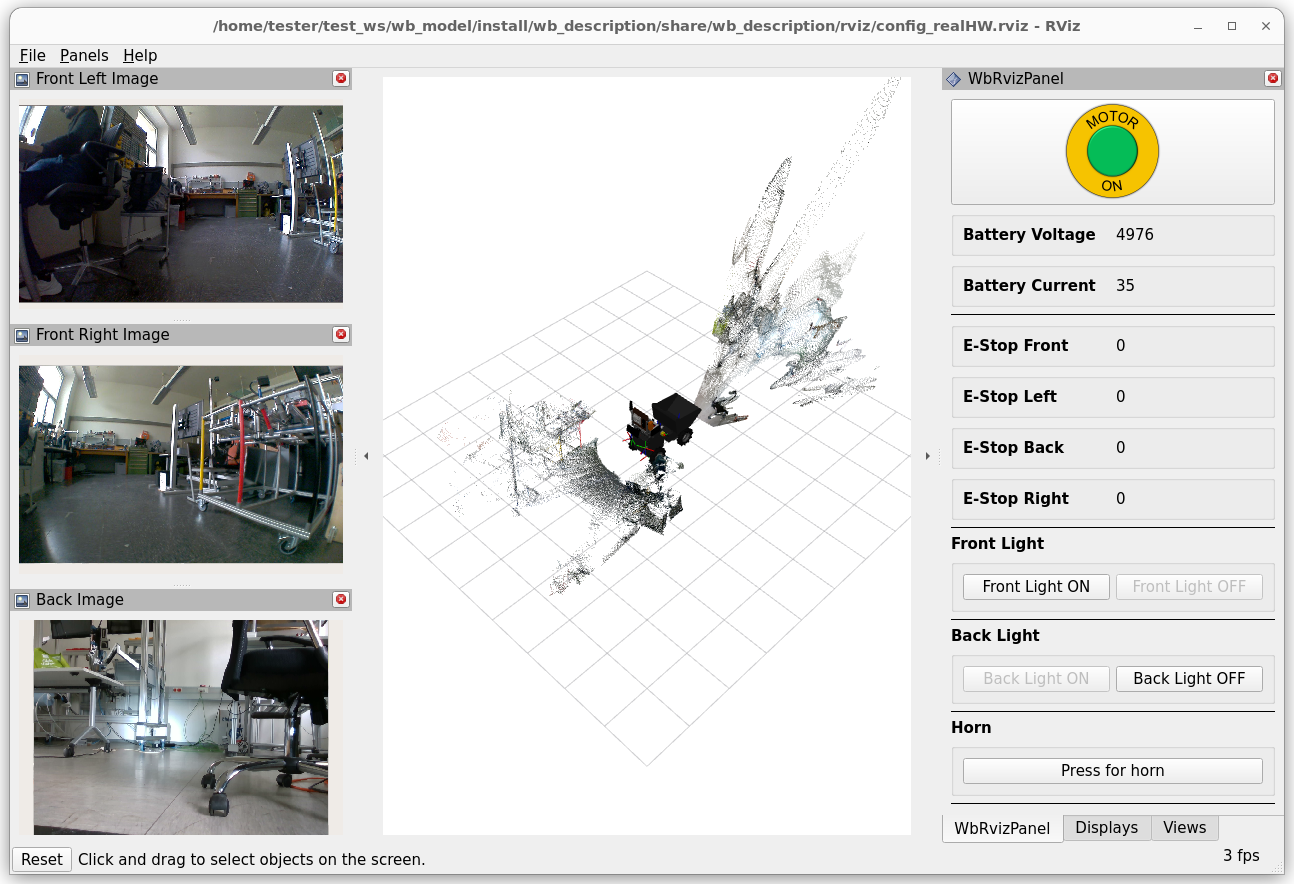 /home/tester/test_ws/wb_model/install/wb_description/share/wb_description/rviz/config_realHW.rviz - RViz
File Panels Help
Front Left Image
Front Right Image
Back Image
WbRvizPanel
MOTOR
ON
Battery Voltage 4976
Battery Current 35
E-Stop Front 0
E-Stop Left 0
E-Stop Back 0
E-Stop Right 0
Front Light
Front Light ON Front Light OFF
Back Light
Back Light ON Back Light OFF
Horn
Press for horn
WbRvizPanel Displays Views
Reset Click and drag to select objects on the screen. 3 fps